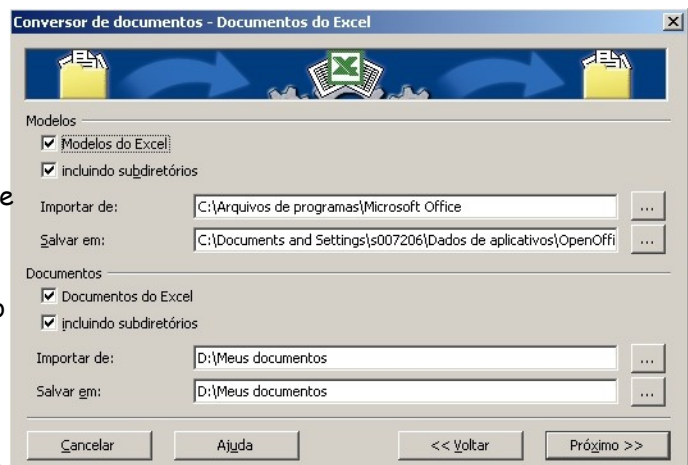 Conversor de documentos - Documentos do Excel
Modelos
Modelos do Excel
incluindo subdiretórios
e
Importar de: C:\Arquivos de programas\Microsoft Office ...
Salvar em: C:\Documents and Settings\s007206\Dados de aplicativos\OpenOffi ...
Documentos
Documentos do Excel
o
incluindo subdiretórios
Importar de: D:\Meus documentos ...
Salvar em: D:\Meus documentos ...
Cancelar Ajuda << Voltar Próximo >>